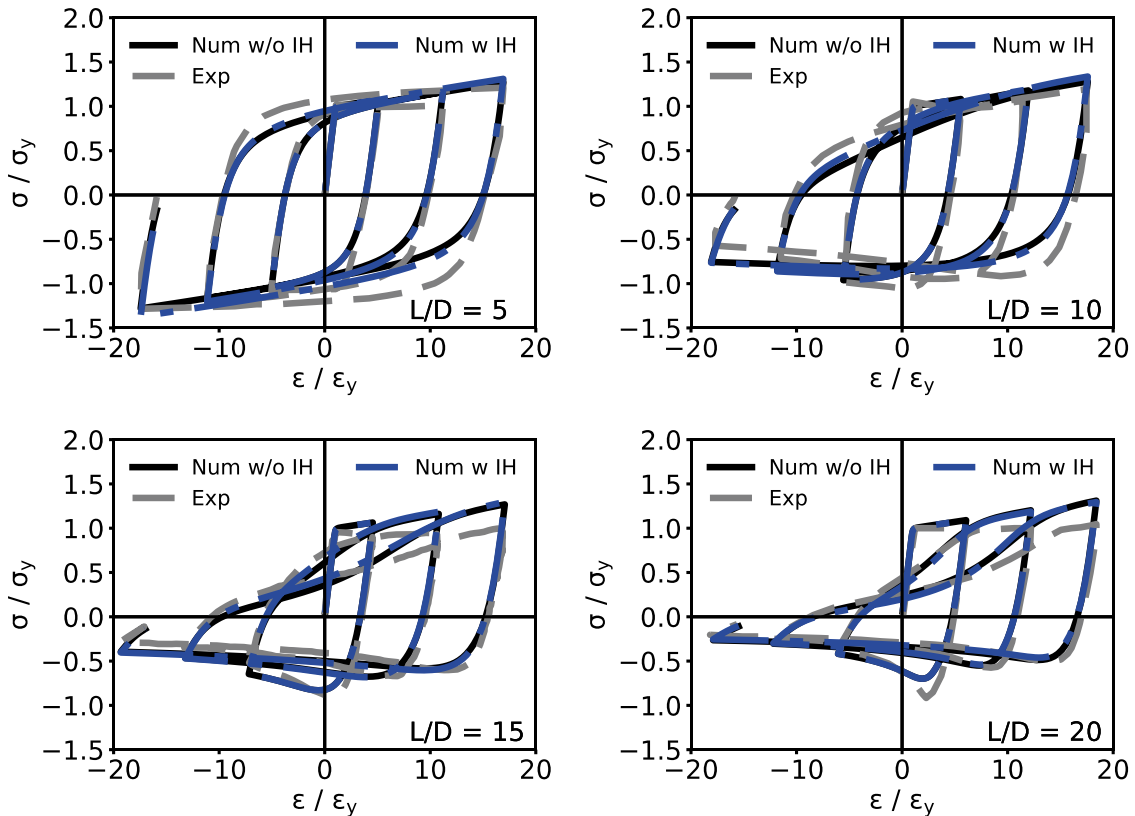 2.0
1.5
1.0
0.5
0.0
−0.5
−1.0
−1.5
σ / σy
Num w/o IH
Num w IH
Exp
L/D = 5
−20
−10
0
10
20
ε / εy
2.0
1.5
1.0
0.5
0.0
−0.5
−1.0
−1.5
σ / σy
Num w/o IH
Num w IH
Exp
L/D = 10
−20
−10
0
10
20
ε / εy
2.0
1.5
1.0
0.5
0.0
−0.5
−1.0
−1.5
σ / σy
Num w/o IH
Num w IH
Exp
L/D = 15
−20
−10
0
10
20
ε / εy
2.0
1.5
1.0
0.5
0.0
−0.5
−1.0
−1.5
σ / σy
Num w/o IH
Num w IH
Exp
L/D = 20
−20
−10
0
10
20
ε / εy